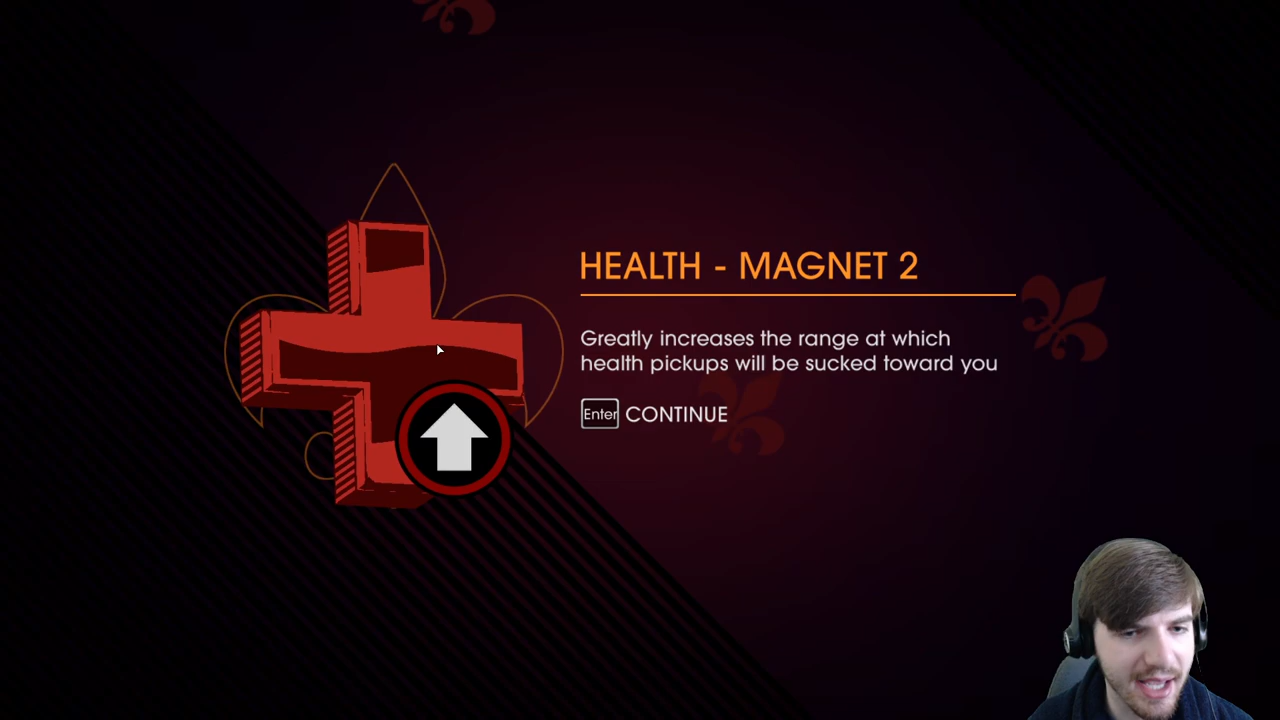 HEALTH - MAGNET 2
Greatly increases the range at which
health pickups will be sucked toward you
Enter CONTINUE